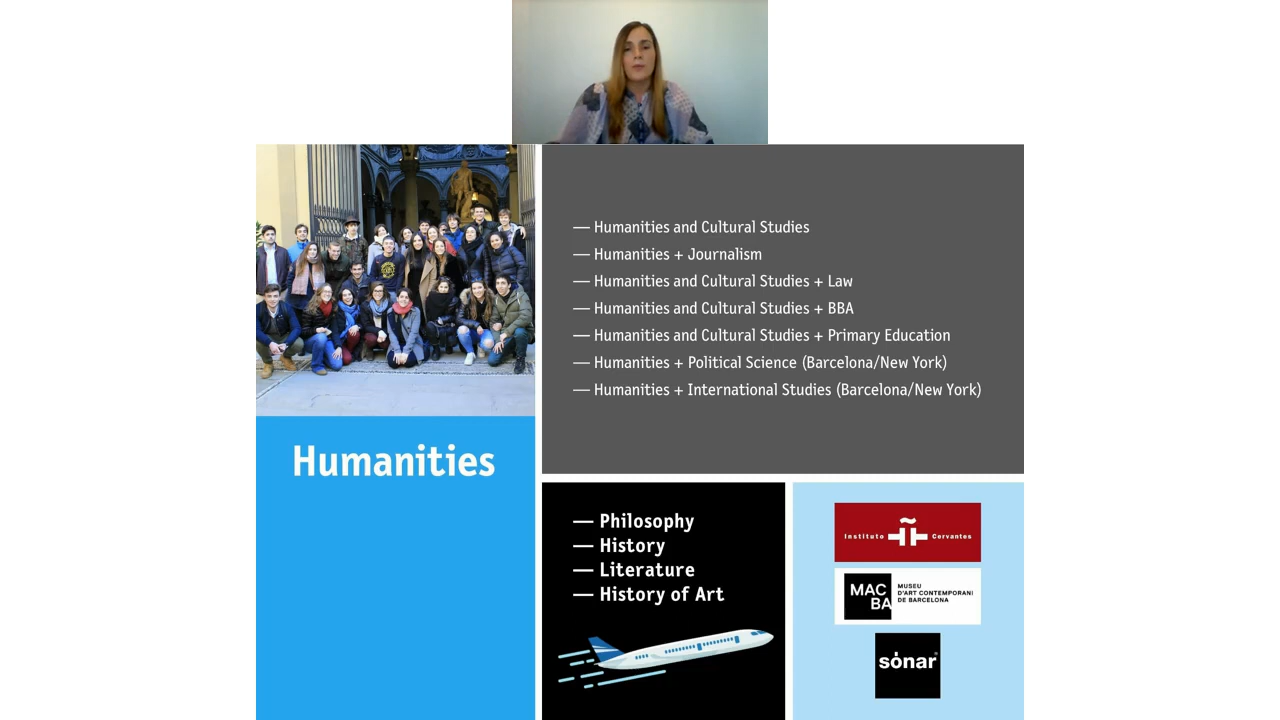 — Humanities and Cultural Studies
— Humanities + Journalism
— Humanities and Cultural Studies + Law
— Humanities and Cultural Studies + BBA
— Humanities and Cultural Studies + Primary Education
— Humanities + Political Science (Barcelona/New York)
— Humanities + International Studies (Barcelona/New York)
Humanities
— Philosophy
— History
— Literature
— History of Art
Instituto Cervantes
MAC
BA
MUSEU
D'ART CONTEMPORANI
DE BARCELONA
sónar